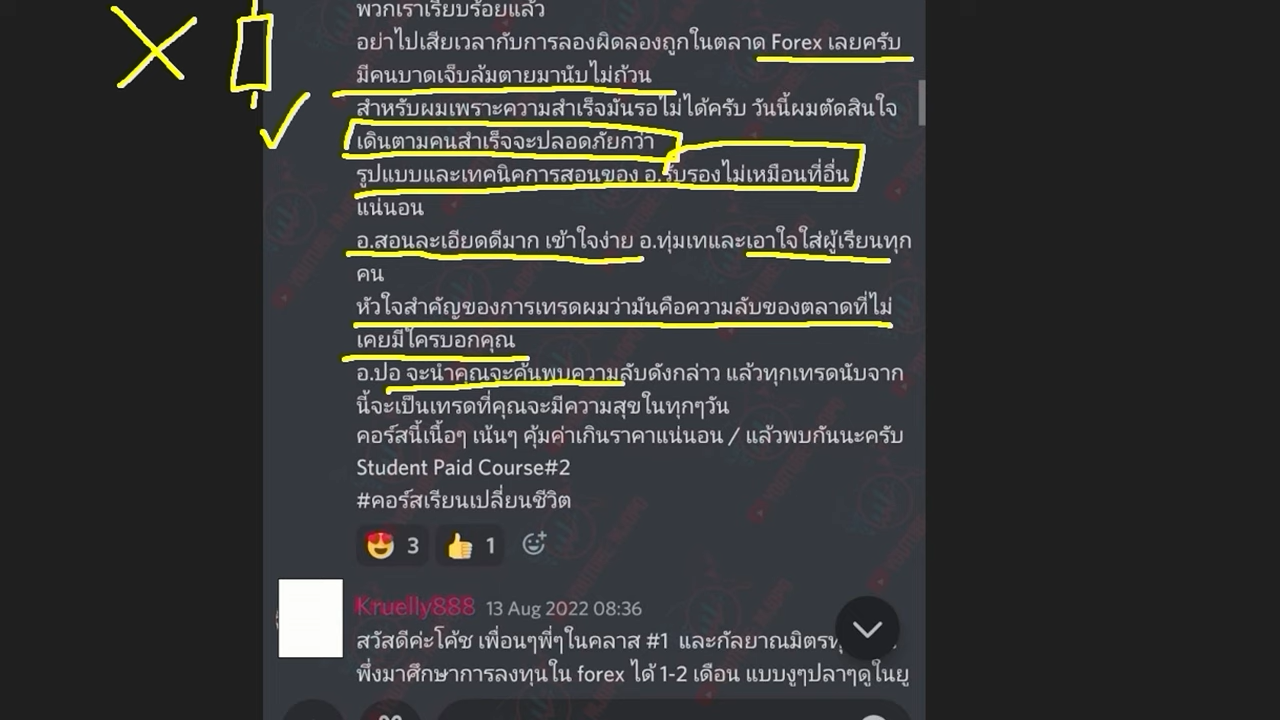 พวกเราเรียบร้อยแล้ว
อย่าไปเสียเวลากับการลองผิดลองถูกในตลาด Forex เลยครับ
มีคนบาดเจ็บล้มตายมานับไม่ถ้วน
สำหรับผมเพราะความสำเร็จมันรอไม่ได้ครับ วันนี้ผมตัดสินใจ
เดินตามคนสำเร็จจะปลอดภัยกว่า
รูปแบบและเทคนิคการสอนของ อ.รับรองไม่เหมือนที่อื่น
แน่นอน
อ.สอนละเอียดดีมาก เข้าใจง่าย อ.ทุ่มเทและเอาใจใส่ผู้เรียนทุก
คน
หัวใจสำคัญของการเทรดผมว่ามันคือความลับของตลาดที่ไม่
เคยมีใครบอกคุณ
อ.ปอ จะนำคุณจะค้นพบความลับดังกล่าว แล้วทุกเทรดนับจาก
นี้จะเป็นเทรดที่คุณจะมีความสุขในทุกๆวัน
คอร์สนี้เนื้อๆ เน้นๆ คุ้มค่าเกินราคาแน่นอน / แล้วพบกันนะครับ
Student Paid Course#2
#คอร์สเรียนเปลี่ยนชีวิต
3 1
Kruelly888 13 Aug 2022 08:36
สวัสดีค่ะโค้ช เพื่อนๆพี่ๆในคลาส #1 และกัลยาณมิตร
พึ่งมาศึกษาการลงทุนใน forex ได้ 1-2 เดือน แบบงูๆปลาๆดูในยู